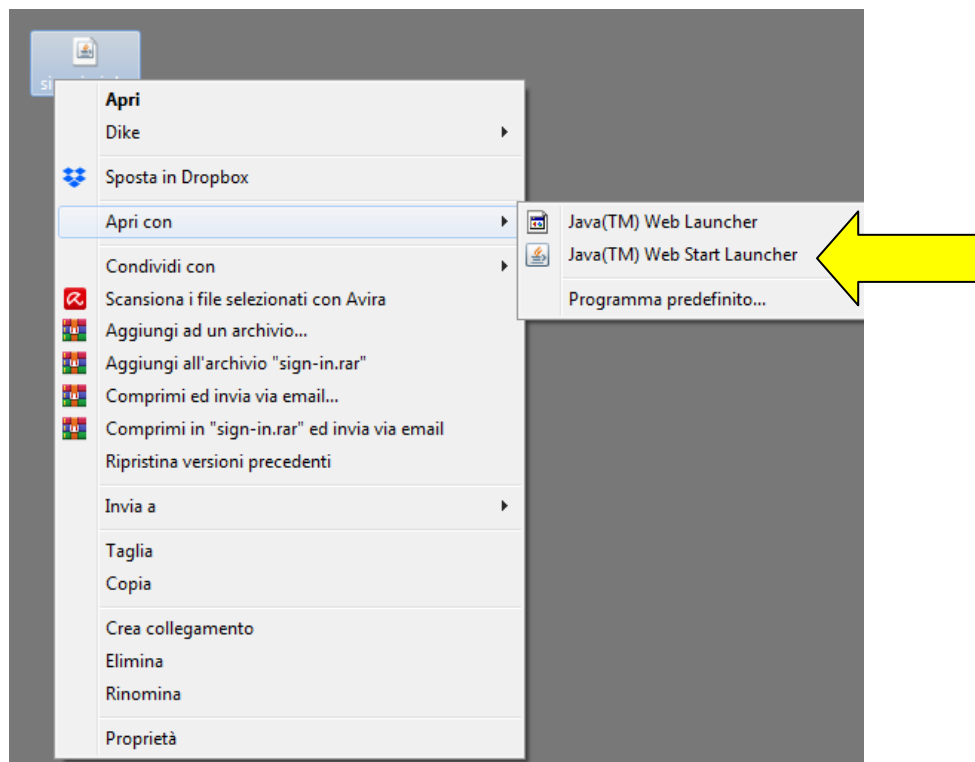 Apri
Dike
Sposta in Dropbox
Apri con
Java(TM) Web Launcher
Java(TM) Web Start Launcher
Programma predefinito...
Condividi con
Scansiona i file selezionati con Avira
Aggiungi ad un archivio...
Aggiungi all'archivio "sign-in.rar"
Comprimi ed invia via email...
Comprimi in "sign-in.rar" ed invia via email
Ripristina versioni precedenti
Invia a
Taglia
Copia
Crea collegamento
Elimina
Rinomina
Proprietà